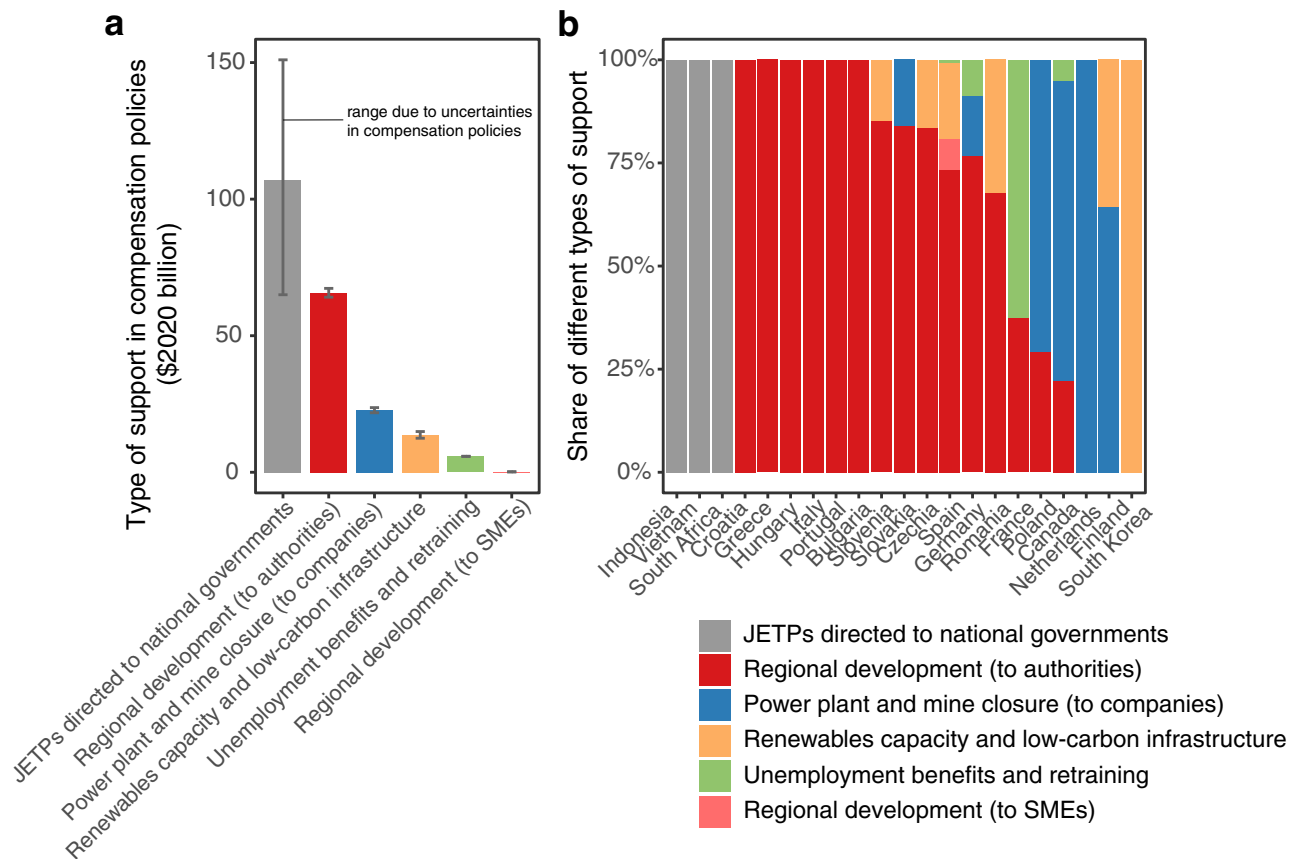 a
Type of support in compensation policies
($2020 billion)
150
100
50
0
range due to uncertainties
in compensation policies
JETPs directed to national governments
Regional development (to authorities)
Power plant and mine closure (to companies)
Renewables capacity and low-carbon infrastructure
Unemployment benefits and retraining
Regional development (to SMEs)
b
Share of different types of support
100%
75%
50%
25%
0%
Indonesia
Vietnam
South Africa
Croatia
Greece
Hungary
Italy
Portugal
Bulgaria
Slovenia
Slovakia
Czechia
Spain
Germany
Romania
France
Poland
Canada
Netherlands
Finland
South Korea
JETPs directed to national governments
Regional development (to authorities)
Power plant and mine closure (to companies)
Renewables capacity and low-carbon infrastructure
Unemployment benefits and retraining
Regional development (to SMEs)